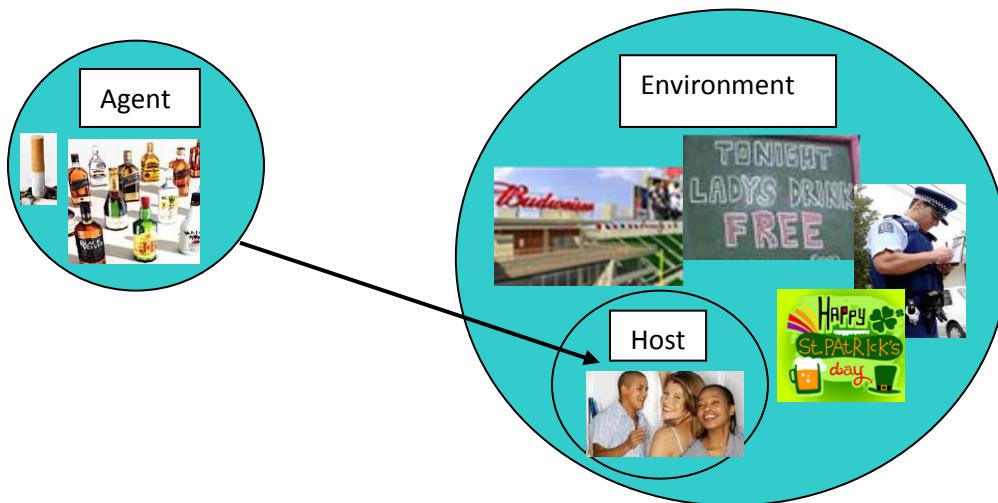 Agent
Environment
Budweiser
TONIGHT
LADYS DRINK
FREE
HAPPY
St.PAtRIcK's
day
Host